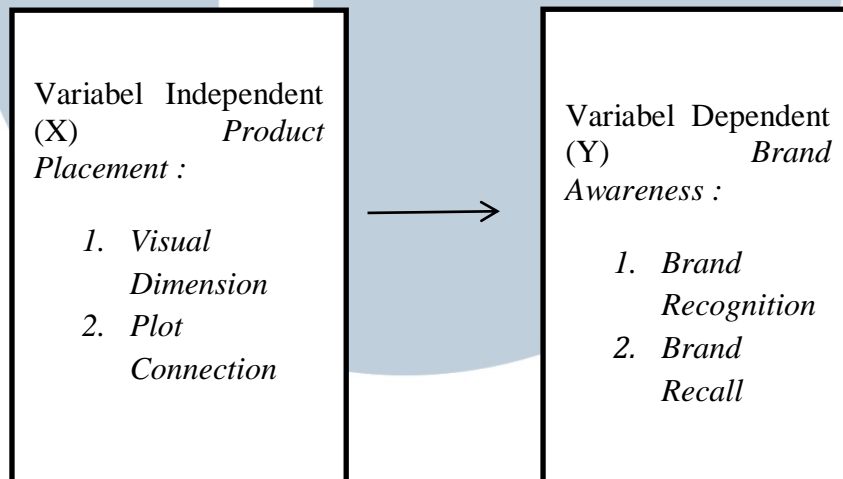 Variabel Independent
(X) Product
Placement :
1. Visual
Dimension
2. Plot
Connection
Variabel Dependent
(Y) Brand
Awareness :
1. Brand
Recognition
2. Brand
Recall